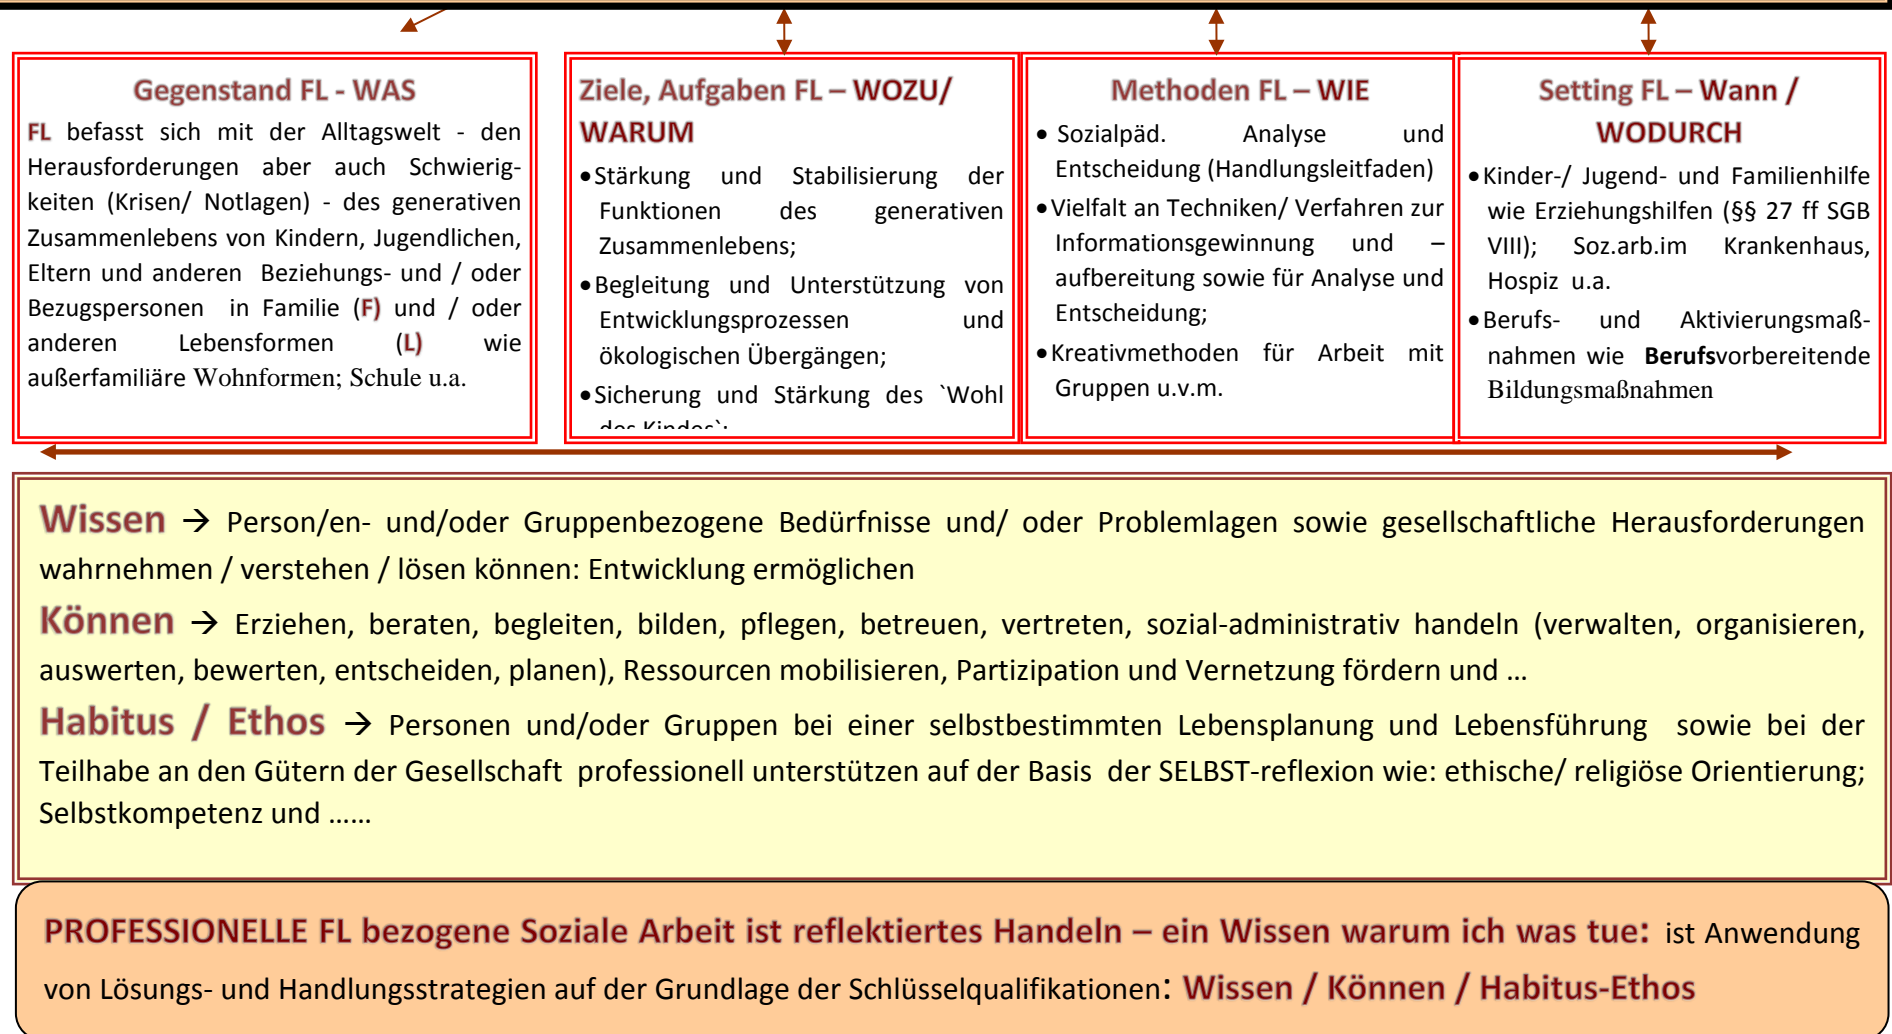 Gegenstand FL - WAS
FL befasst sich mit der Alltagswelt - den
Herausforderungen aber auch Schwierig-
keiten (Krisen/ Notlagen) - des generativen
Zusammenlebens von Kindern, Jugendlichen,
Eltern und anderen Beziehungs- und / oder
Bezugspersonen in Familie (F) und / oder
anderen Lebensformen (L) wie
außerfamiliäre Wohnformen; Schule u.a.
Ziele, Aufgaben FL – WOZU/
WARUM
•Stärkung und Stabilisierung der
Funktionen des generativen
Zusammenlebens;
•Begleitung und Unterstützung von
Entwicklungsprozessen und
ökologischen Übergängen;
•Sicherung und Stärkung des `Wohl
des Kindes`;
Methoden FL – WIE
• Sozialpäd. Analyse und
Entscheidung (Handlungsleitfaden)
•Vielfalt an Techniken/ Verfahren zur
Informationsgewinnung und –
aufbereitung sowie für Analyse und
Entscheidung;
•Kreativmethoden für Arbeit mit
Gruppen u.v.m.
Setting FL – Wann /
WODURCH
•Kinder-/ Jugend- und Familienhilfe
wie Erziehungshilfen (§§ 27 ff SGB
VIII); Soz.arb.im Krankenhaus,
Hospiz u.a.
•Berufs- und Aktivierungsmaß-
nahmen wie Berufsvorbereitende
Bildungsmaßnahmen
Wissen → Person/en- und/oder Gruppenbezogene Bedürfnisse und/ oder Problemlagen sowie gesellschaftliche Herausforderungen
wahrnehmen / verstehen / lösen können: Entwicklung ermöglichen
Können → Erziehen, beraten, begleiten, bilden, pflegen, betreuen, vertreten, sozial-administrativ handeln (verwalten, organisieren,
auswerten, bewerten, entscheiden, planen), Ressourcen mobilisieren, Partizipation und Vernetzung fördern und …
Habitus / Ethos → Personen und/oder Gruppen bei einer selbstbestimmten Lebensplanung und Lebensführung sowie bei der
Teilhabe an den Gütern der Gesellschaft professionell unterstützen auf der Basis der SELBST-reflexion wie: ethische/ religiöse Orientierung;
Selbstkompetenz und ……
PROFESSIONELLE FL bezogene Soziale Arbeit ist reflektiertes Handeln – ein Wissen warum ich was tue: ist Anwendung
von Lösungs- und Handlungsstrategien auf der Grundlage der Schlüsselqualifikationen: Wissen / Können / Habitus-Ethos